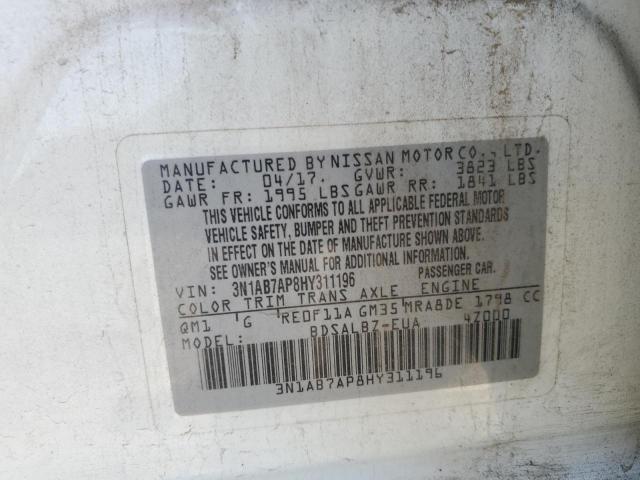 MANUFACTURED BY NISSAN MOTOR CO., LTD.
DATE: 04/17. GVWR: 3823 LBS
GAWR FR: 1995 LBS GAWR RR: 1841 LBS
THIS VEHICLE CONFORMS TO ALL APPLICABLE FEDERAL MOTOR
VEHICLE SAFETY, BUMPER AND THEFT PREVENTION STANDARDS
IN EFFECT ON THE DATE OF MANUFACTURE SHOWN ABOVE.
SEE OWNER'S MANUAL FOR ADDITIONAL INFORMATION.
VIN: 3N1AB7AP8HY311196 PASSENGER CAR.
COLOR TRIM TRANS AXLE ENGINE
QM1 'G 'RE0F11A GM35'MRA8DE 1798 CC
MODEL: BDSALBZ-EUA 4Z000
3N1AB7AP8HY311196